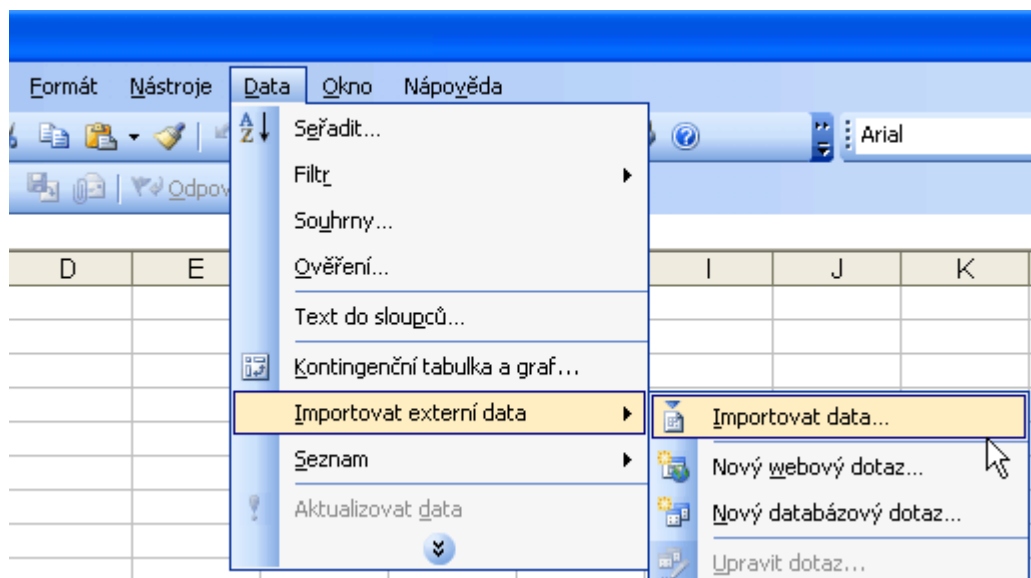 Formát Nástroje Data Okno Nápověda
Arial
Seřadit...
Filtr
Souhrny...
Ověření...
D E I J K
Text do sloupců...
Kontingenční tabulka a graf...
Importovat externí data
Importovat data...
Seznam
Nový webový dotaz...
Aktualizovat data
Nový databázový dotaz...
Upravit dotaz...